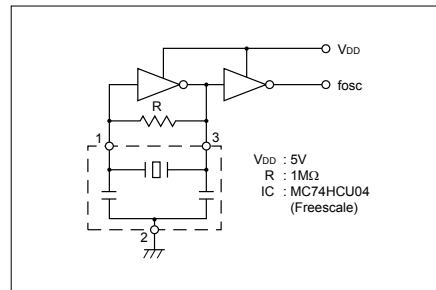 VDD
fosc
R
1
3
2
VDD : 5V
R : 1MΩ
IC : MC74HCU04
(Freescale)